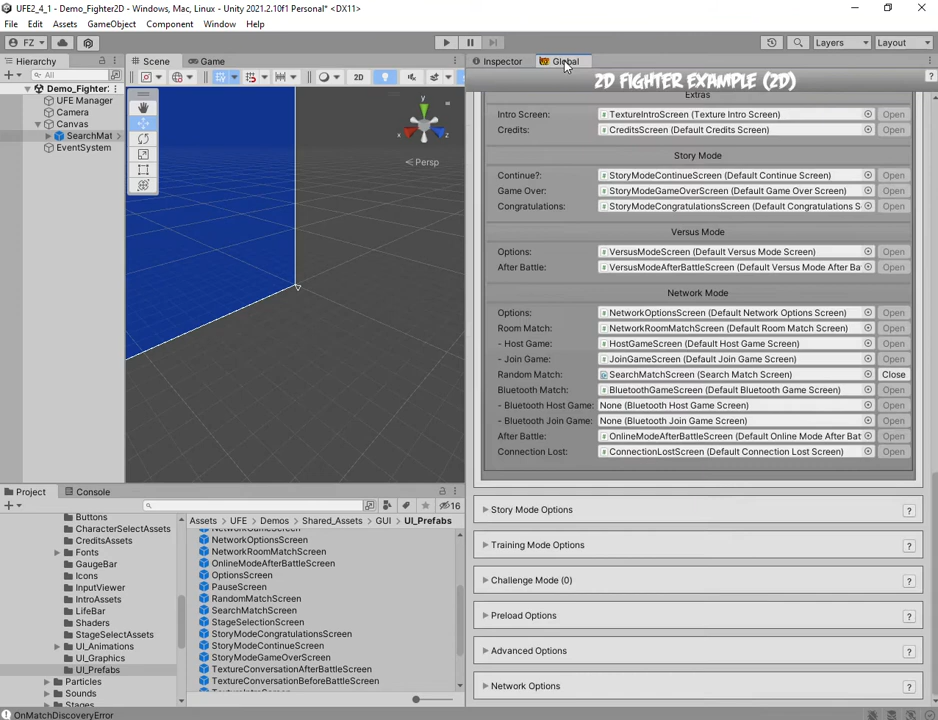 UFE2_4_1 - Demo_Fighter2D - Windows, Mac, Linux - Unity 2021.2.10f1 Personal* <DX11>
File Edit Assets GameObject Component Window Help
FZ Layers Layout
Hierarchy
All
Demo_Fighter
UFE Manager
Camera
Canvas
SearchMat
EventSystem
Scene Game
2D
y
x
z
Persp
Inspector Global
2D FIGHTER EXAMPLE (2D)
?
Extras
Intro Screen: TextureIntroScreen (Texture Intro Screen) Open
Credits: CreditsScreen (Default Credits Screen) Open
Story Mode
Continue?: StoryModeContinueScreen (Default Continue Screen) Open
Game Over: StoryModeGameOverScreen (Default Game Over Screen) Open
Congratulations: StoryModeCongratulationsScreen (Default Congratulations S Open
Versus Mode
Options: VersusModeScreen (Default Versus Mode Screen) Open
After Battle: VersusModeAfterBattleScreen (Default Versus Mode After Ba Open
Network Mode
Options: NetworkOptionsScreen (Default Network Options Screen) Open
Room Match: NetworkRoomMatchScreen (Default Room Match Screen) Open
- Host Game: HostGameScreen (Default Host Game Screen) Open
- Join Game: JoinGameScreen (Default Join Game Screen) Open
Random Match: SearchMatchScreen (Search Match Screen) Close
Bluetooth Match: BluetoothGameScreen (Default Bluetooth Game Screen) Open
- Bluetooth Host Game: None (Bluetooth Host Game Screen) Open
- Bluetooth Join Game: None (Bluetooth Join Game Screen) Open
After Battle: OnlineModeAfterBattleScreen (Default Online Mode After Bat Open
Connection Lost: ConnectionLostScreen (Default Connection Lost Screen) Open
Story Mode Options ?
Training Mode Options ?
Challenge Mode (0) ?
Preload Options ?
Advanced Options ?
Network Options ?
Project Console
16
Buttons
CharacterSelectAssets
CreditsAssets
Fonts
GaugeBar
Icons
InputViewer
IntroAssets
LifeBar
Shaders
StageSelectAssets
UI_Animations
UI_Graphics
UI_Prefabs
Particles
Sounds
Stages
Assets > UFE > Demos > Shared_Assets > GUI > UI_Prefabs
NetworkGameScreen
NetworkOptionsScreen
NetworkRoomMatchScreen
OnlineModeAfterBattleScreen
OptionsScreen
PauseScreen
RandomMatchScreen
SearchMatchScreen
StageSelectionScreen
StoryModeCongratulationsScreen
StoryModeContinueScreen
StoryModeGameOverScreen
TextureConversationAfterBattleScreen
TextureConversationBeforeBattleScreen
TextureIntroScreen
OnMatchDiscoveryError